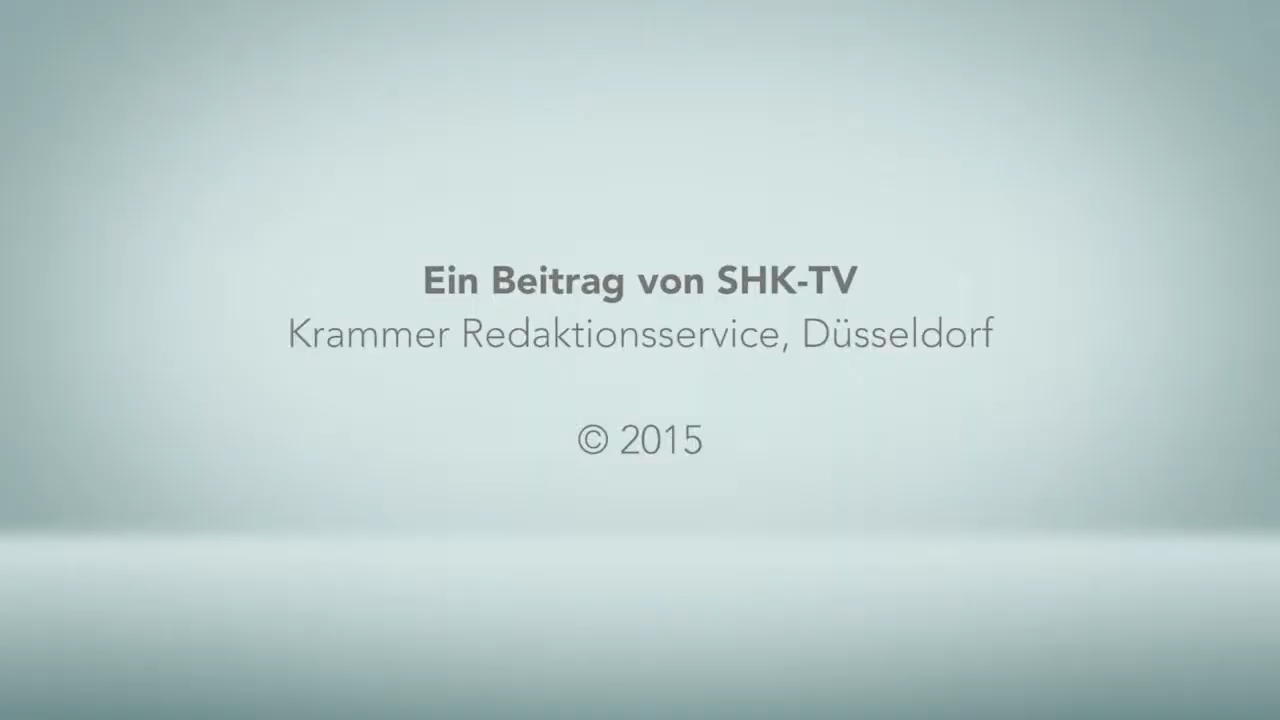 Ein Beitrag von SHK-TV
Krammer Redaktionsservice, Düsseldorf
© 2015